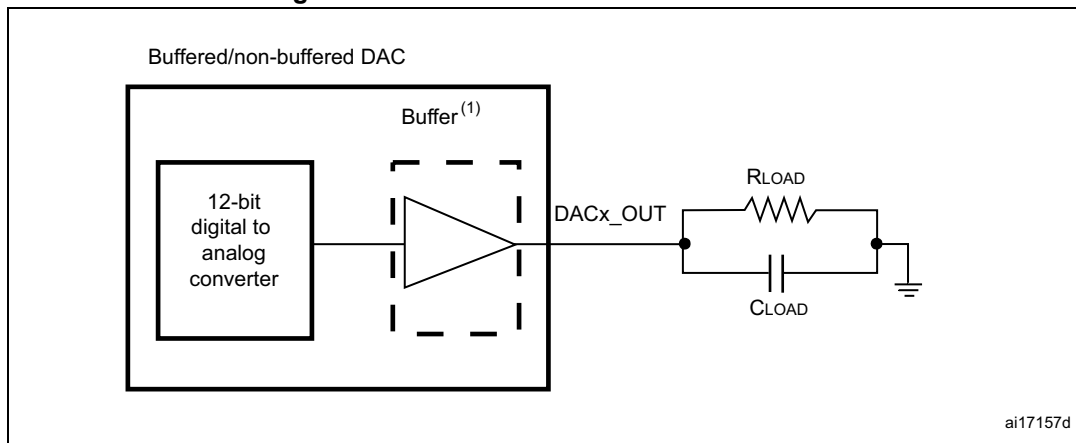 Buffered/non-buffered DAC
Buffer(1)
12-bit
digital to
analog
converter
DACx_OUT
RLOAD
CLOAD
ai17157d